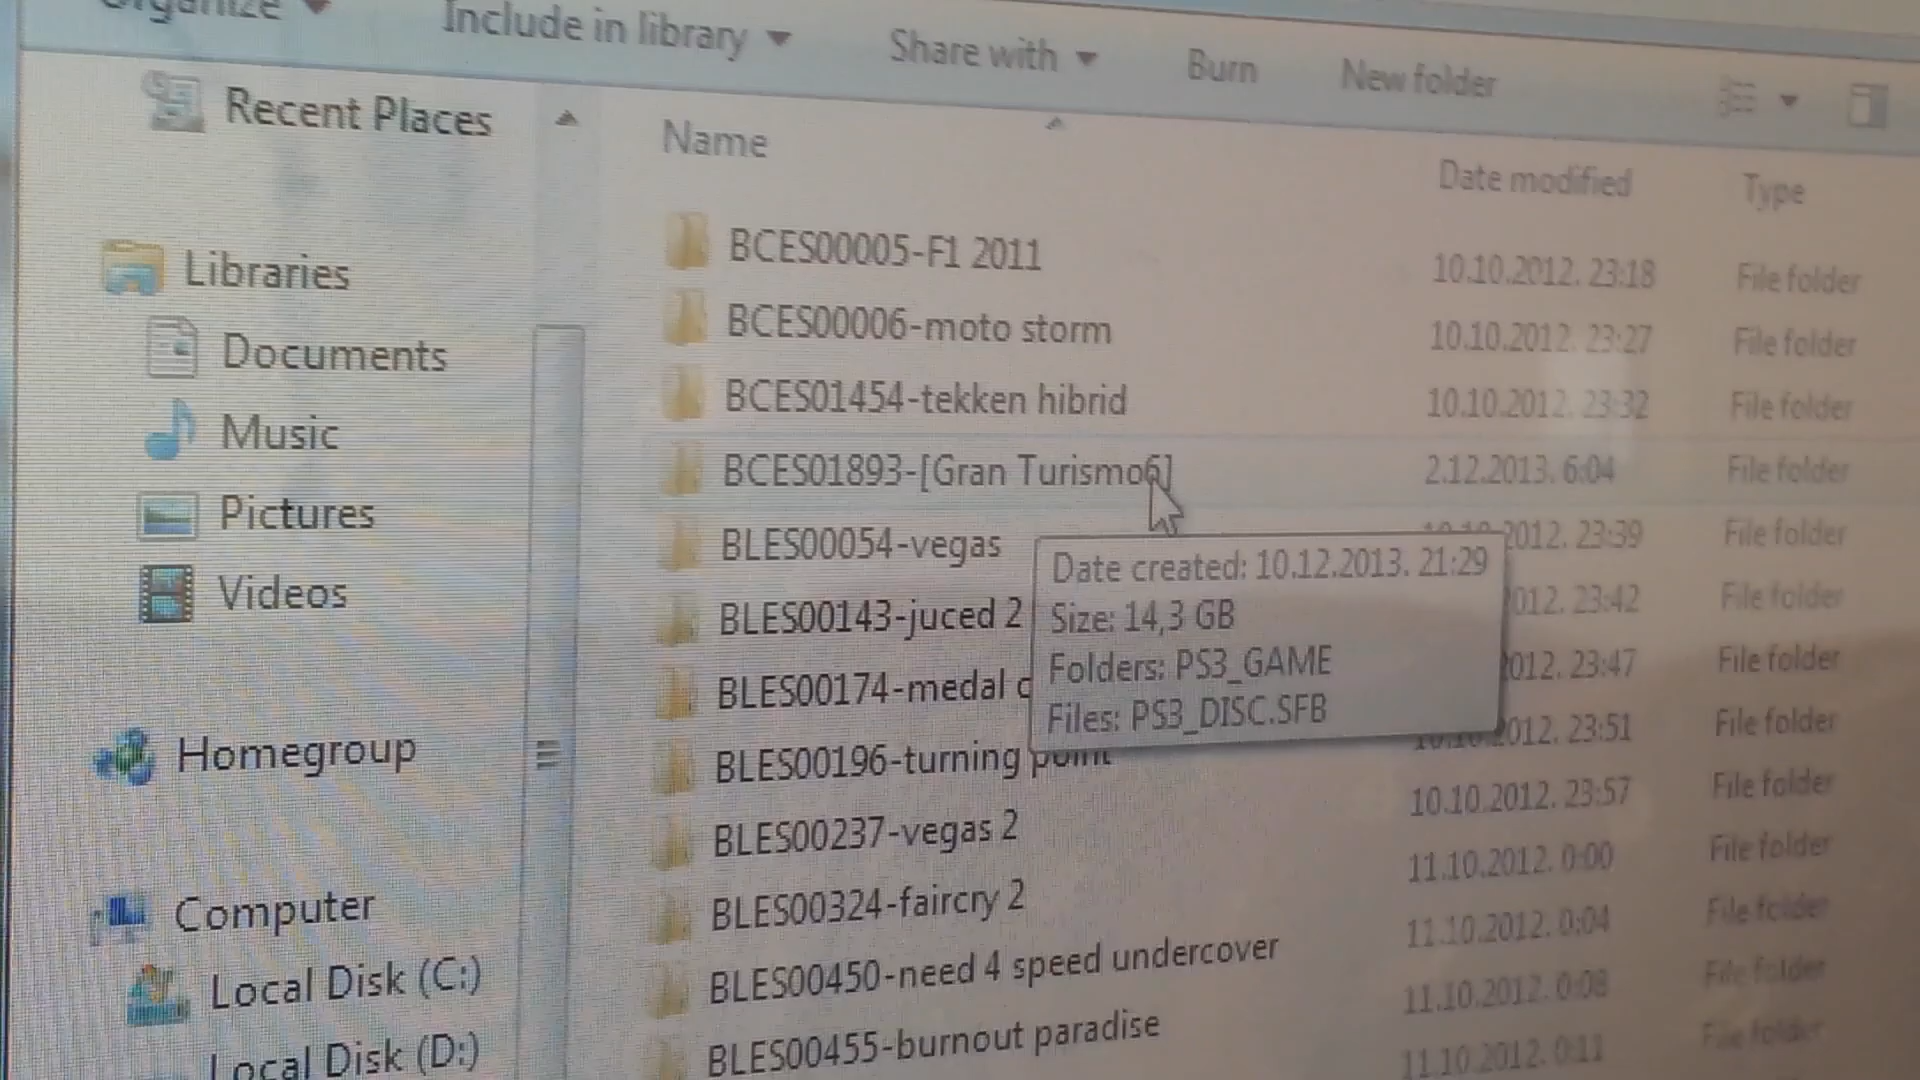 Organize
Include in library
Share with
Burn
New folder
Recent Places
Libraries
Documents
Music
Pictures
Videos
Homegroup
Computer
Local Disk (C:)
Local Disk (D:)
Name Date modified Type
BCES00005-F1 2011 10.10.2012. 23:18 File folder
BCES00006-moto storm 10.10.2012. 23:27 File folder
BCES01454-tekken hibrid 10.10.2012. 23:32 File folder
BCES01893-[Gran Turismo6] 2.12.2013. 6:04 File folder
BLES00054-vegas 10.10.2012. 23:39 File folder
BLES00143-juced 2 2012. 23:42 File folder
BLES00174-medal 2012. 23:47 File folder
BLES00196-turning point 10.10.2012. 23:51 File folder
BLES00237-vegas 2 10.10.2012. 23:57 File folder
BLES00324-faircry 2 11.10.2012. 0:00 File folder
BLES00450-need 4 speed undercover 11.10.2012. 0:04 File folder
BLES00455-burnout paradise 11.10.2012. 0:08 File folder
11.10.2012. 0:11 File folder
Date created: 10.12.2013. 21:29
Size: 14,3 GB
Folders: PS3_GAME
Files: PS3_DISC.SFB